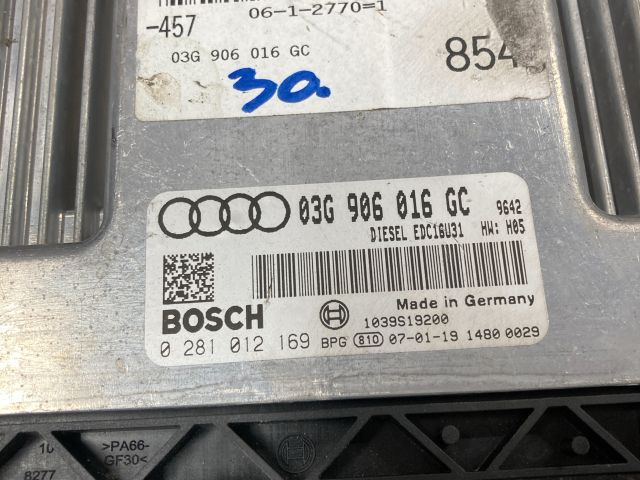 06-1-2770=1
-457
03G 906 016 GC
854
30.
03G 906 016 GC 9642
DIESEL EDC16U31 HW: H05
BOSCH
Made in Germany
1039S19200
0 281 012 169 BPG 810 07-01-19 1480 0029
10
>PA66-
GF30<
8277